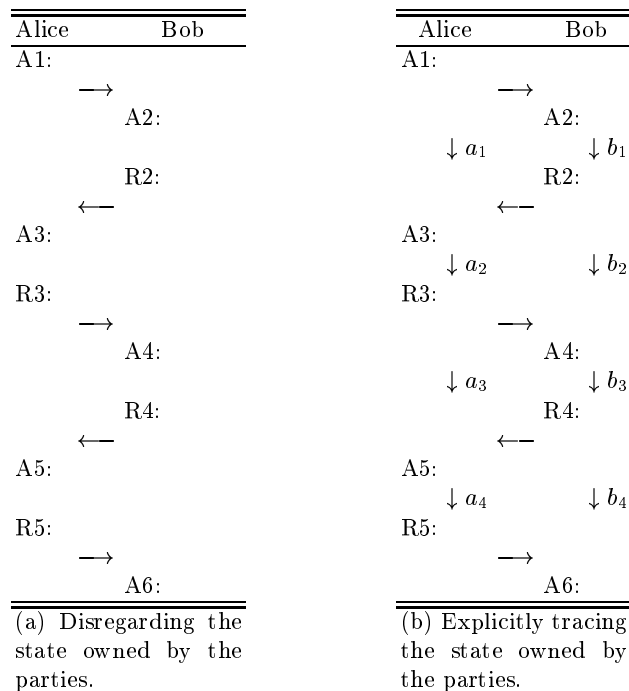 Alice Bob
A1:
→
A2:
R2:
←
A3:
R3:
→
A4:
R4:
←
A5:
R5:
→
A6:
(a) Disregarding the
state owned by the
parties.
Alice Bob
A1:
→
A2:
↓ a₁ ↓ b₁
R2:
←
A3:
↓ a₂ ↓ b₂
R3:
→
A4:
↓ a₃ ↓ b₃
R4:
←
A5:
↓ a₄ ↓ b₄
R5:
→
A6:
(b) Explicitly tracing
the state owned by
the parties.